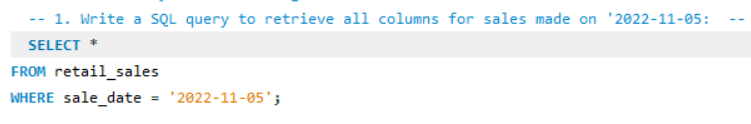 -- 1. Write a SQL query to retrieve all columns for sales made on '2022-11-05:  --
SELECT *
FROM retail_sales
WHERE sale_date = '2022-11-05';